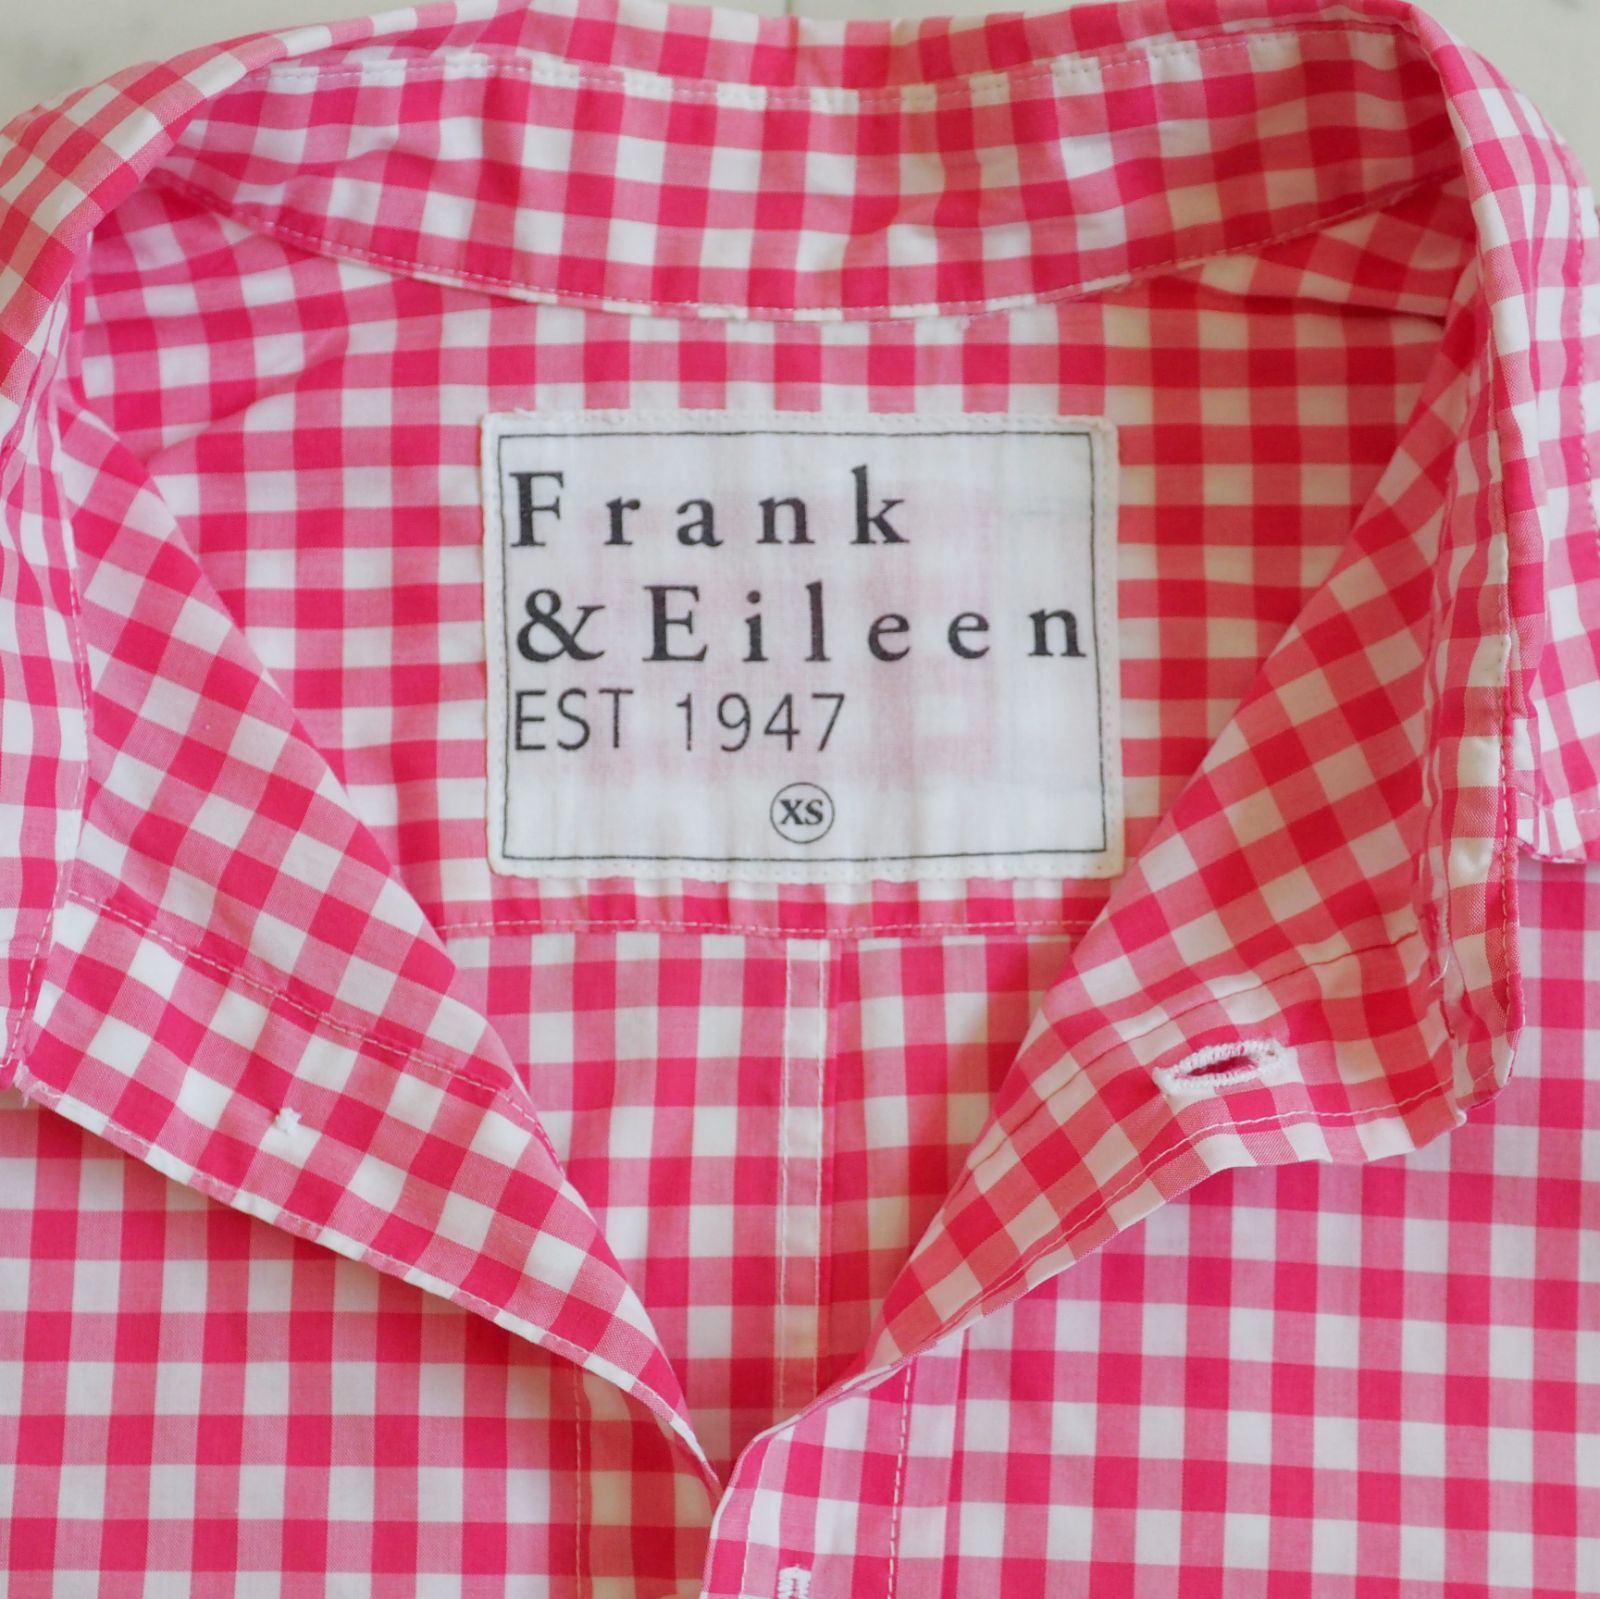 Frank
& Eileen
EST 1947
XS